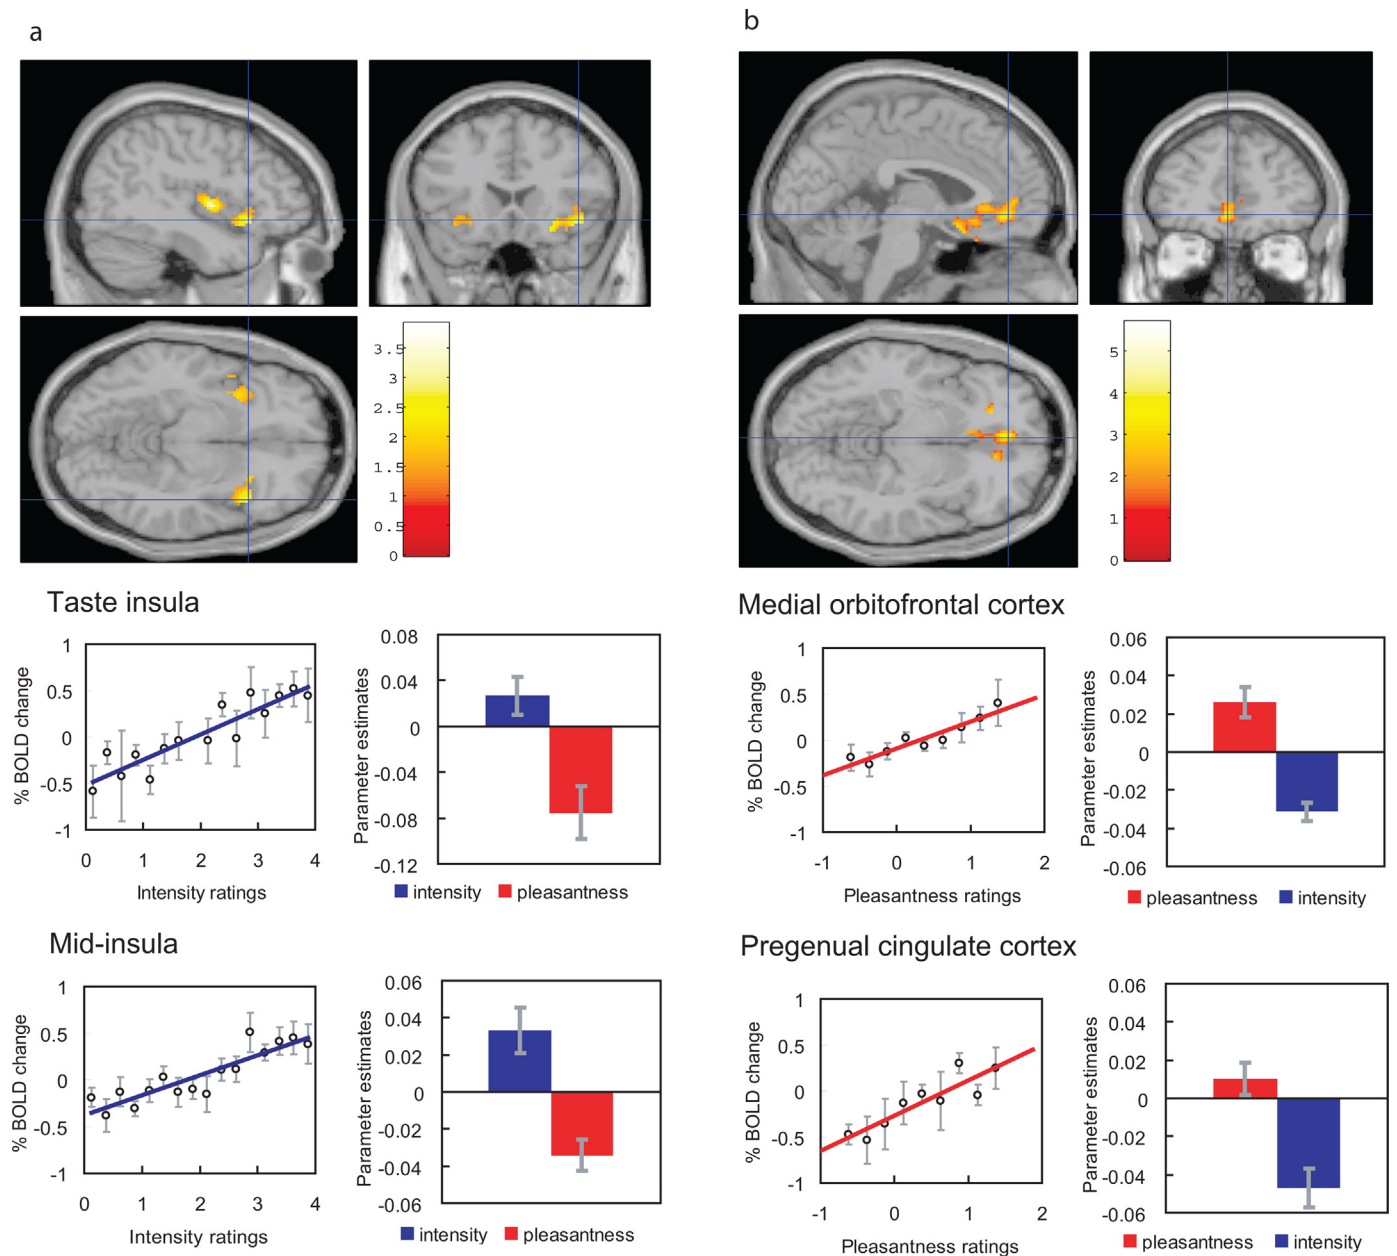 a
3.5
3
2.5
2
1.5
1
0.5
0
Taste insula
% BOLD change
1
0.5
0
-0.5
-1
0 1 2 3 4
Intensity ratings
Parameter estimates
0.08
0.04
0
-0.04
-0.08
-0.12
intensity pleasantness
Mid-insula
% BOLD change
1
0.5
0
-0.5
-1
0 1 2 3 4
Intensity ratings
Parameter estimates
0.06
0.04
0.02
0
-0.02
-0.04
-0.06
intensity pleasantness
b
5
4
3
2
1
0
Medial orbitofrontal cortex
% BOLD change
1
0.5
0
-0.5
-1
-1 0 1 2
Pleasantness ratings
Parameter estimates
0.06
0.04
0.02
0
-0.02
-0.04
-0.06
pleasantness intensity
Pregenual cingulate cortex
% BOLD change
1
0.5
0
-0.5
-1
-1 0 1 2
Pleasantness ratings
Parameter estimates
0.06
0.04
0.02
0
-0.02
-0.04
-0.06
pleasantness intensity